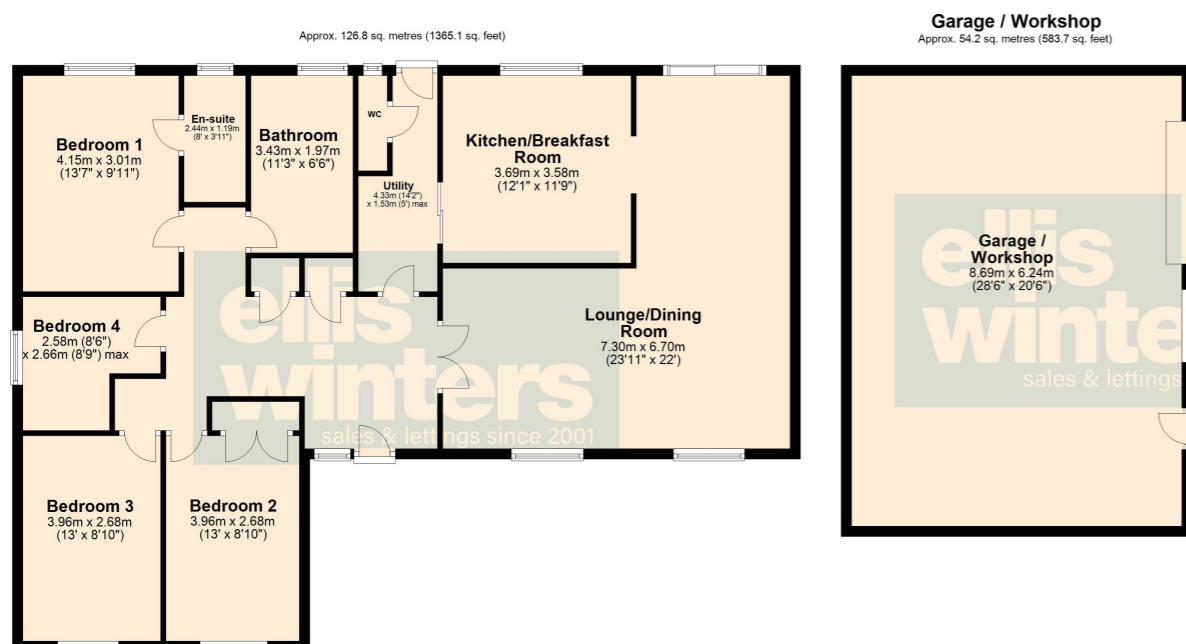 Approx. 126.8 sq. metres (1365.1 sq. feet)
Garage / Workshop
Approx. 54.2 sq. metres (583.7 sq. feet)
Bedroom 1
4.15m x 3.01m
(13'7" x 9'11")
En-suite
2.44m x 1.19m
(8' x 3'11")
Bathroom
3.43m x 1.97m
(11'3" x 6'6")
WC
Utility
4.33m (14'2")
x 1.53m (5') max
Kitchen/Breakfast
Room
3.69m x 3.58m
(12'1" x 11'9")
Lounge/Dining
Room
7.30m x 6.70m
(23'11" x 22')
Bedroom 4
2.58m (8'6")
x 2.66m (8'9") max
Bedroom 3
3.96m x 2.68m
(13' x 8'10")
Bedroom 2
3.96m x 2.68m
(13' x 8'10")
ellis
winters
sales & lettings since 2001
Garage /
Workshop
8.69m x 6.24m
(28'6" x 20'6")
ellis
winte
sales & lettings